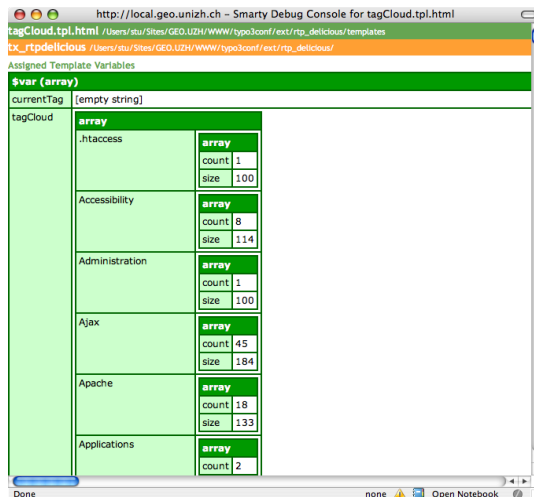 http://local.geo.unizh.ch – Smarty Debug Console for tagCloud.tpl.html
tagCloud.tpl.html /Users/stu/Sites/GEO.UZH/WWW/typo3conf/ext/rtp_delicious/templates
tx_rtpdelicious /Users/stu/Sites/GEO.UZH/WWW/typo3conf/ext/rtp_delicious/
Assigned Template Variables
$var (array)
currentTag [empty string]
tagCloud array
.htaccess array
count 1
size 100
Accessibility array
count 8
size 114
Administration array
count 1
size 100
Ajax array
count 45
size 184
Apache array
count 18
size 133
Applications array
count 2
Done none Open Notebook